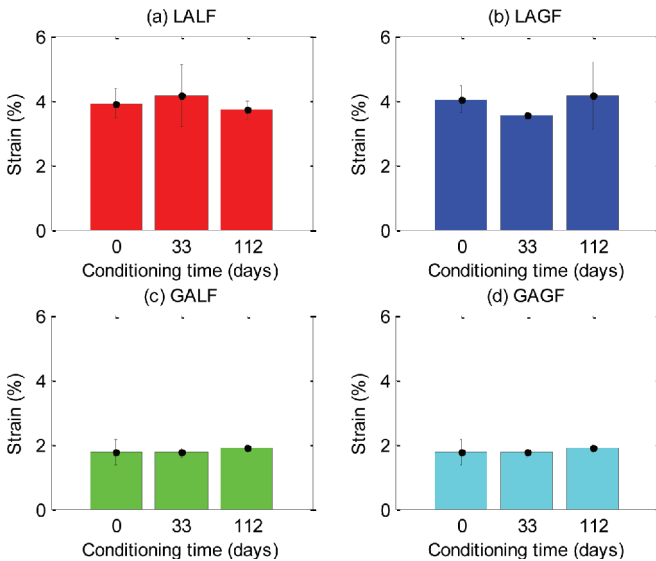 (a) LALF
6
4
2
0
Strain (%)
0 33 112
Conditioning time (days)
(b) LAGF
6
4
2
0
Strain (%)
0 33 112
Conditioning time (days)
(c) GALF
6
4
2
0
Strain (%)
0 33 112
Conditioning time (days)
(d) GAGF
6
4
2
0
Strain (%)
0 33 112
Conditioning time (days)